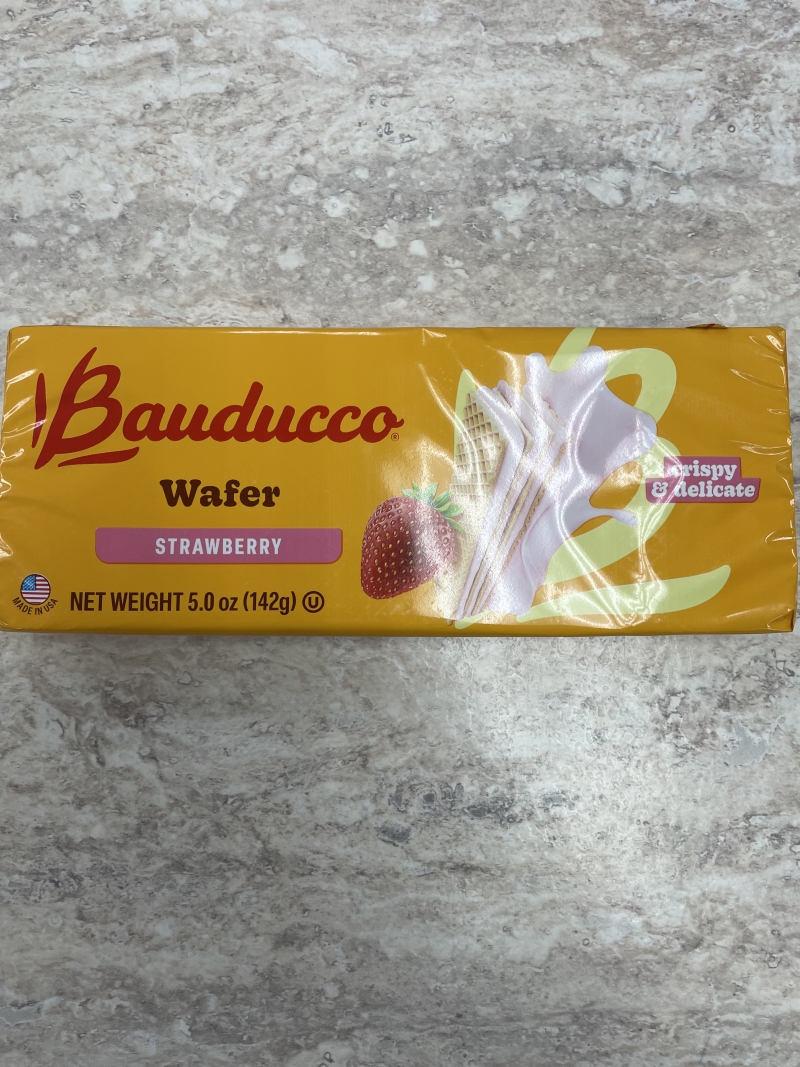 Bauducco®
Wafer
STRAWBERRY
MADE IN USA
NET WEIGHT 5.0 oz (142g) Ⓤ
crispy
& delicate